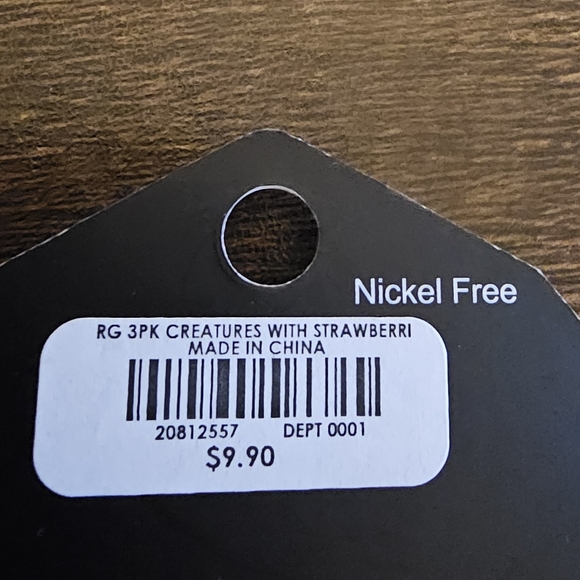 Nickel Free
RG 3PK CREATURES WITH STRAWBERRI
MADE IN CHINA
20812557 DEPT 0001
$9.90